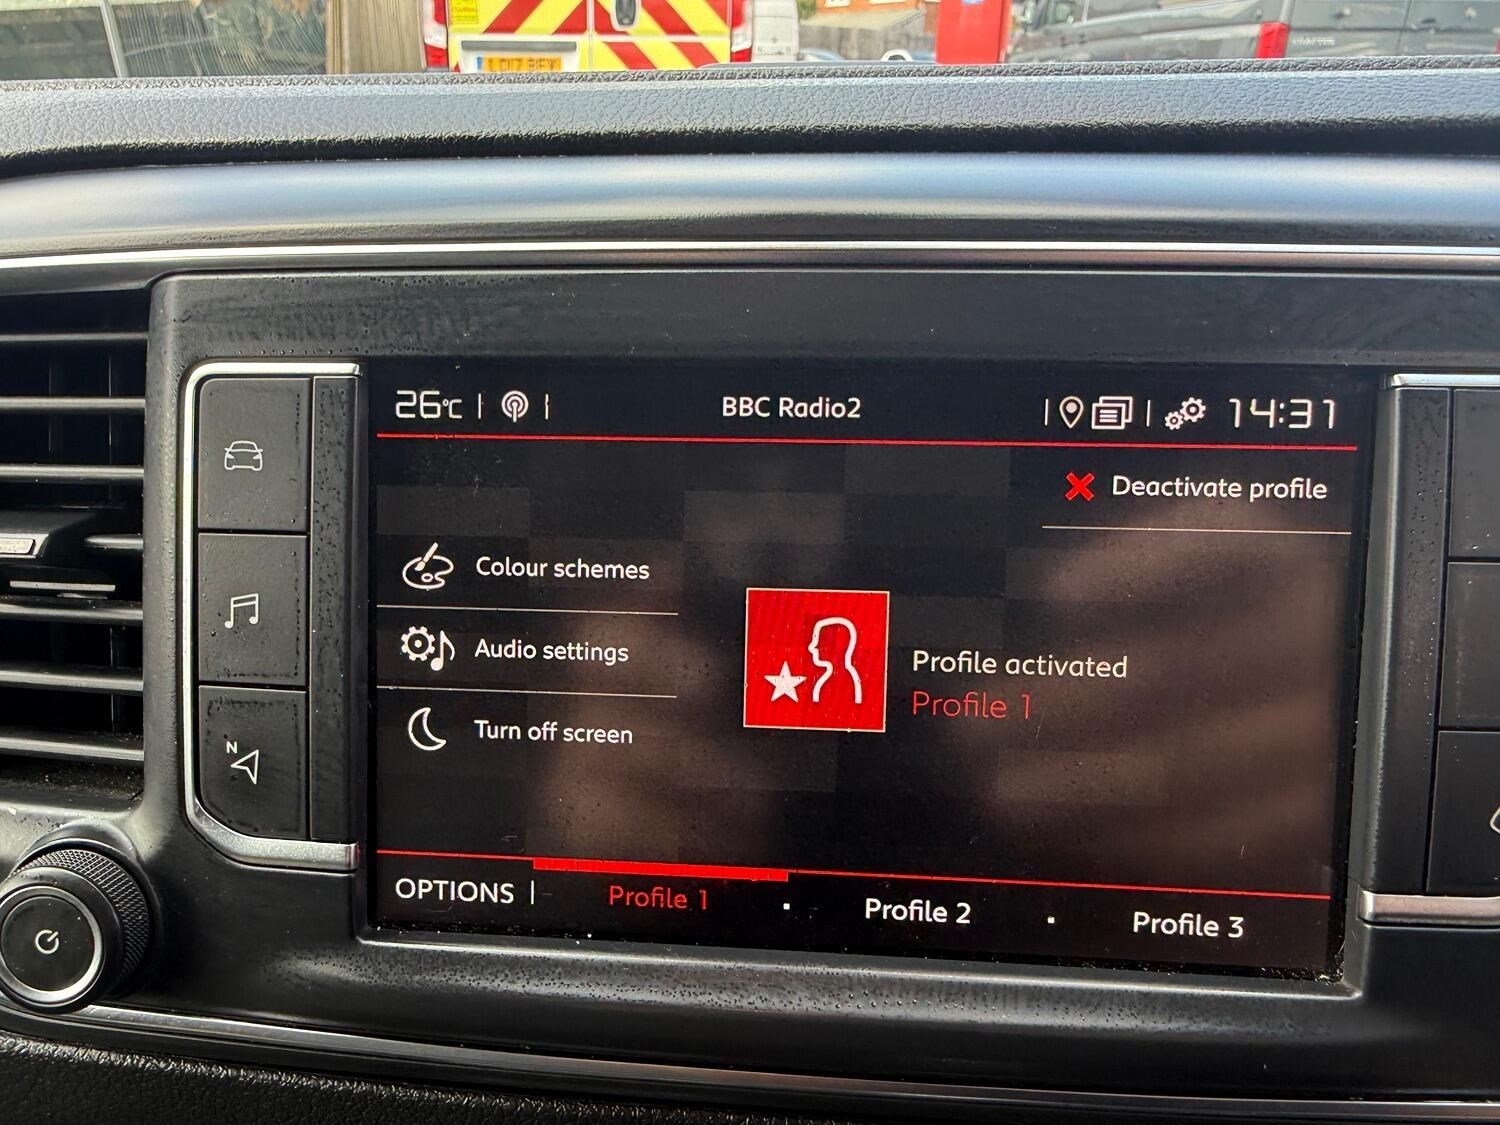 26°C
BBC Radio2
14:31
Deactivate profile
Colour schemes
Audio settings
Turn off screen
Profile activated
Profile 1
OPTIONS
Profile 1
Profile 2
Profile 3
N